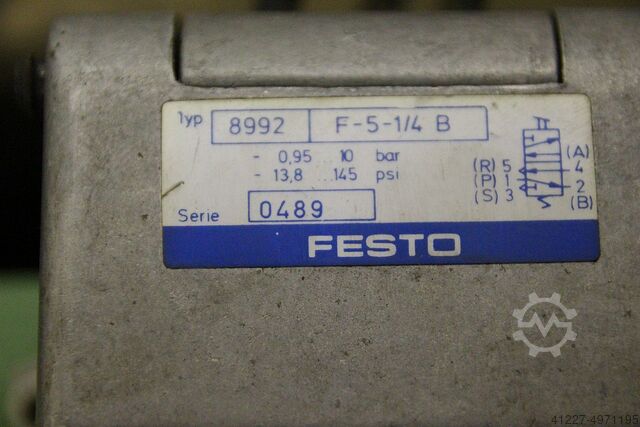 Typ 8992 F-5-1/4 B
- 0,95 .. 10 bar
- 13,8 .. 145 psi
(R) 5 (A)
(P) 1 4
(S) 3 2
(B)
Serie 0489
FESTO
41227-4971195